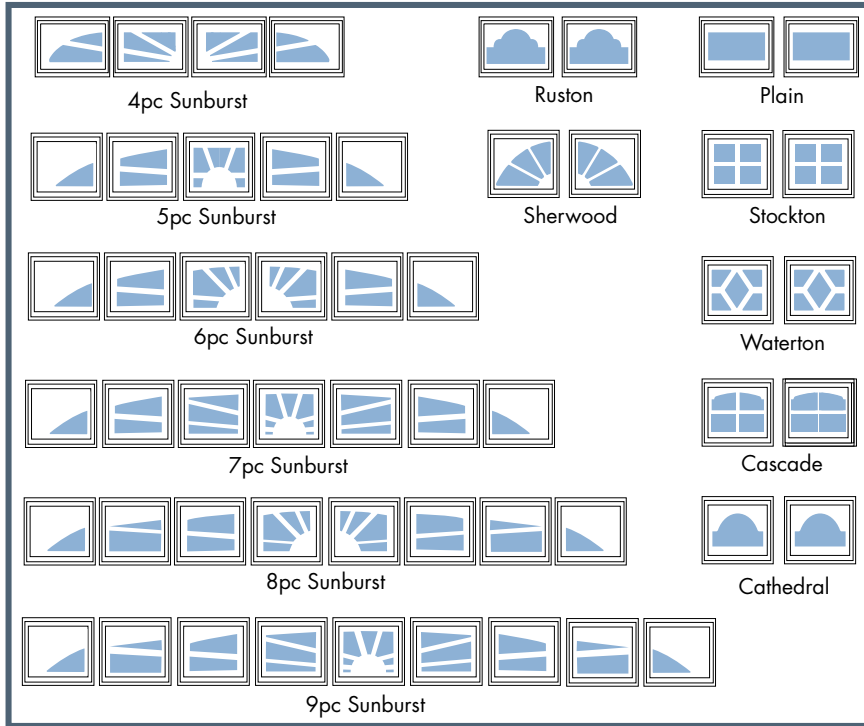 4pc Sunburst
Ruston
Plain
5pc Sunburst
Sherwood
Stockton
6pc Sunburst
Waterton
7pc Sunburst
Cascade
8pc Sunburst
Cathedral
9pc Sunburst